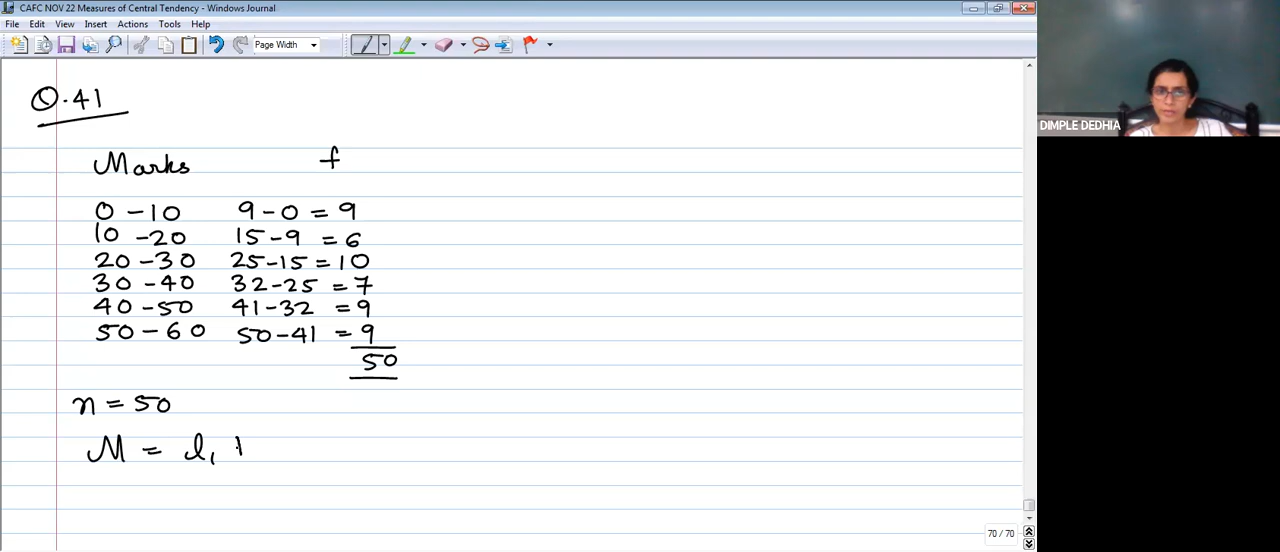 CAFC NOV 22 Measures of Central Tendency - Windows Journal
File Edit View Insert Actions Tools Help
Page Width
DIMPLE DEDHIA
Q.41
Marks f
0 - 10 9 - 0 = 9
10 - 20 15 - 9 = 6
20 - 30 25 - 15 = 10
30 - 40 32 - 25 = 7
40 - 50 41 - 32 = 9
50 - 60 50 - 41 = 9
50
n = 50
M = l₁ +
70 / 70